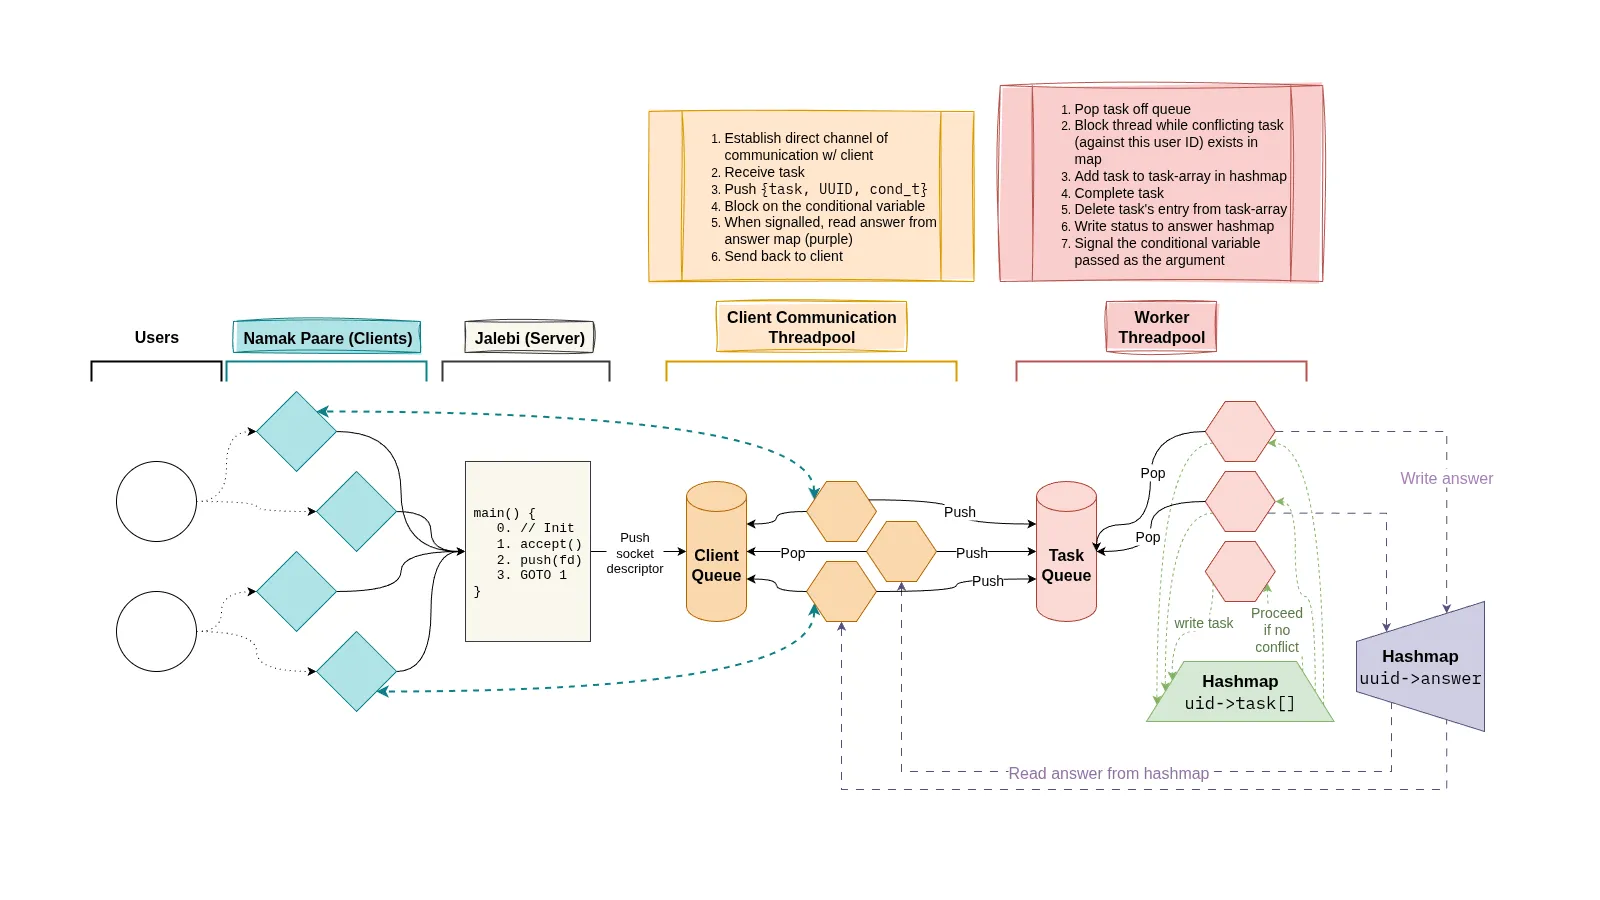 1. Establish direct channel of
communication w/ client
2. Receive task
3. Push {task, UUID, cond_t}
4. Block on the conditional variable
5. When signalled, read answer from
answer map (purple)
6. Send back to client
1. Pop task off queue
2. Block thread while conflicting task
(against this user ID) exists in
map
3. Add task to task-array in hashmap
4. Complete task
5. Delete task's entry from task-array
6. Write status to answer hashmap
7. Signal the conditional variable
passed as the argument
Users
Namak Paare (Clients)
Jalebi (Server)
Client Communication
Threadpool
Worker
Threadpool
main() {
0. // Init
1. accept()
2. push(fd)
3. GOTO 1
}
Push
socket
descriptor
Client
Queue
Pop
Push
Push
Push
Task
Queue
Pop
Pop
write task
Proceed
if no
conflict
Hashmap
uid->task[]
Write answer
Hashmap
uuid->answer
Read answer from hashmap